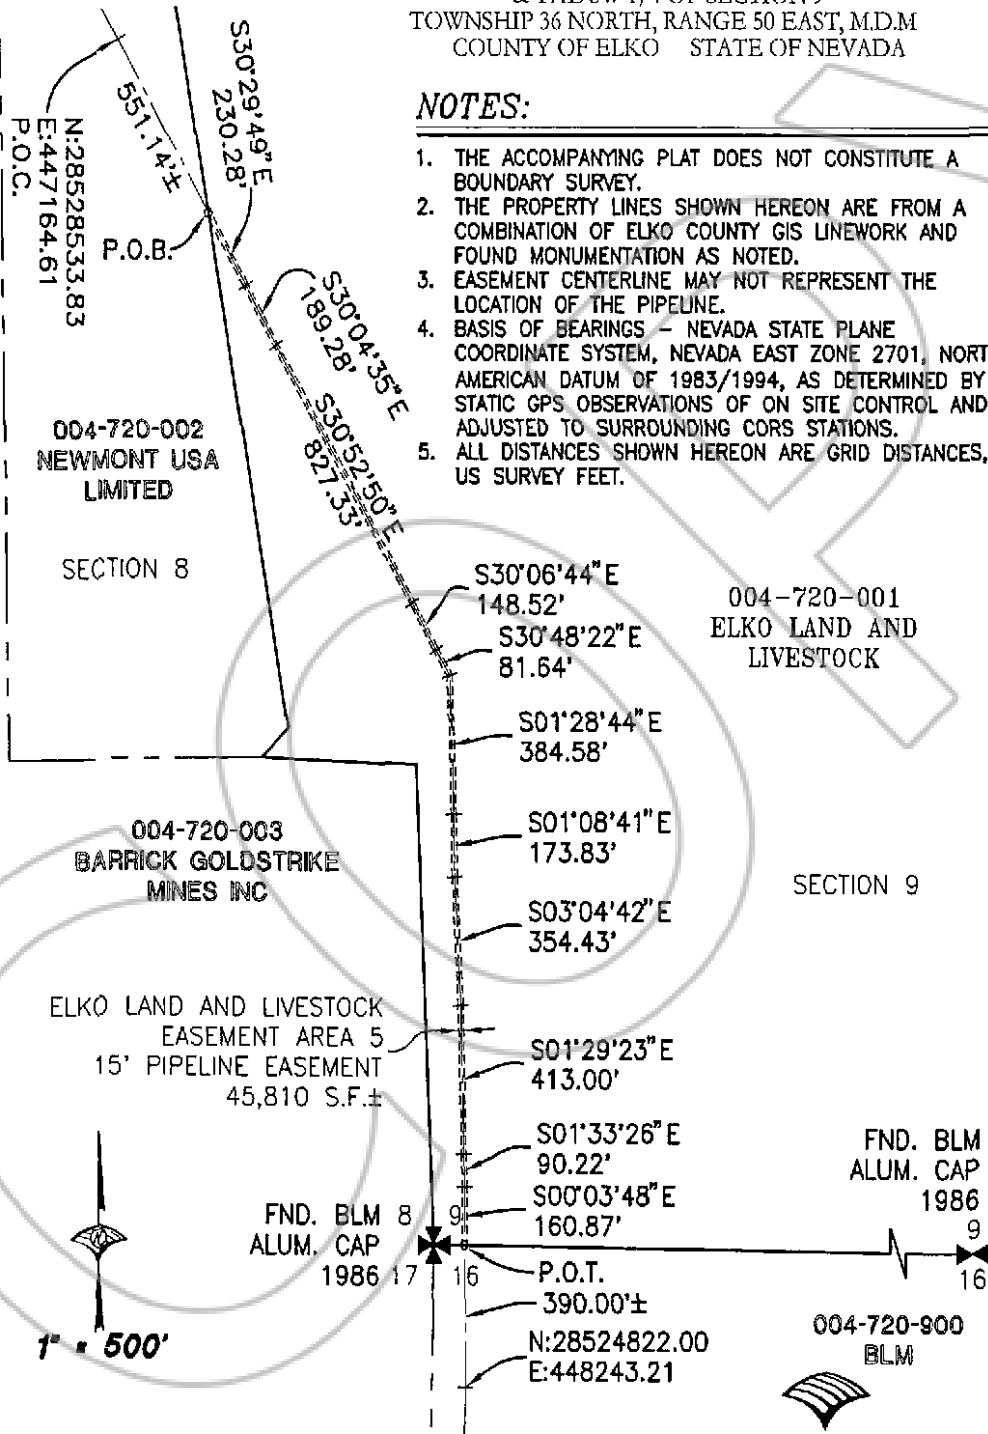 TOWNSHIP 36 NORTH, RANGE 50 EAST, M.D.M
COUNTY OF ELKO STATE OF NEVADA
NOTES:
1. THE ACCOMPANYING PLAT DOES NOT CONSTITUTE A
BOUNDARY SURVEY.
2. THE PROPERTY LINES SHOWN HEREON ARE FROM A
COMBINATION OF ELKO COUNTY GIS LINEWORK AND
FOUND MONUMENTATION AS NOTED.
3. EASEMENT CENTERLINE MAY NOT REPRESENT THE
LOCATION OF THE PIPELINE.
4. BASIS OF BEARINGS – NEVADA STATE PLANE
COORDINATE SYSTEM, NEVADA EAST ZONE 2701, NORT
AMERICAN DATUM OF 1983/1994, AS DETERMINED BY
STATIC GPS OBSERVATIONS OF ON SITE CONTROL AND
ADJUSTED TO SURROUNDING CORS STATIONS.
5. ALL DISTANCES SHOWN HEREON ARE GRID DISTANCES,
US SURVEY FEET.
S30°29'49"E
230.28'
551.14'±
N:28528533.83
E:447164.61
P.O.C.
P.O.B.
S30°04'35"E
189.28'
S30°52'50"E
827.33'
004-720-002
NEWMONT USA
LIMITED
SECTION 8
S30°06'44"E
148.52'
S30°48'22"E
81.64'
004-720-001
ELKO LAND AND
LIVESTOCK
S01°28'44"E
384.58'
S01°08'41"E
173.83'
004-720-003
BARRICK GOLDSTRIKE
MINES INC
SECTION 9
S03°04'42"E
354.43'
ELKO LAND AND LIVESTOCK
EASEMENT AREA 5
15' PIPELINE EASEMENT
45,810 S.F.±
S01°29'23"E
413.00'
S01°33'26"E
90.22'
S00°03'48"E
160.87'
FND. BLM
ALUM. CAP
1986
8 9
17 16
FND. BLM
ALUM. CAP
1986
9
16
P.O.T.
390.00'±
N:28524822.00
E:448243.21
004-720-900
BLM
1" = 500'
COPY